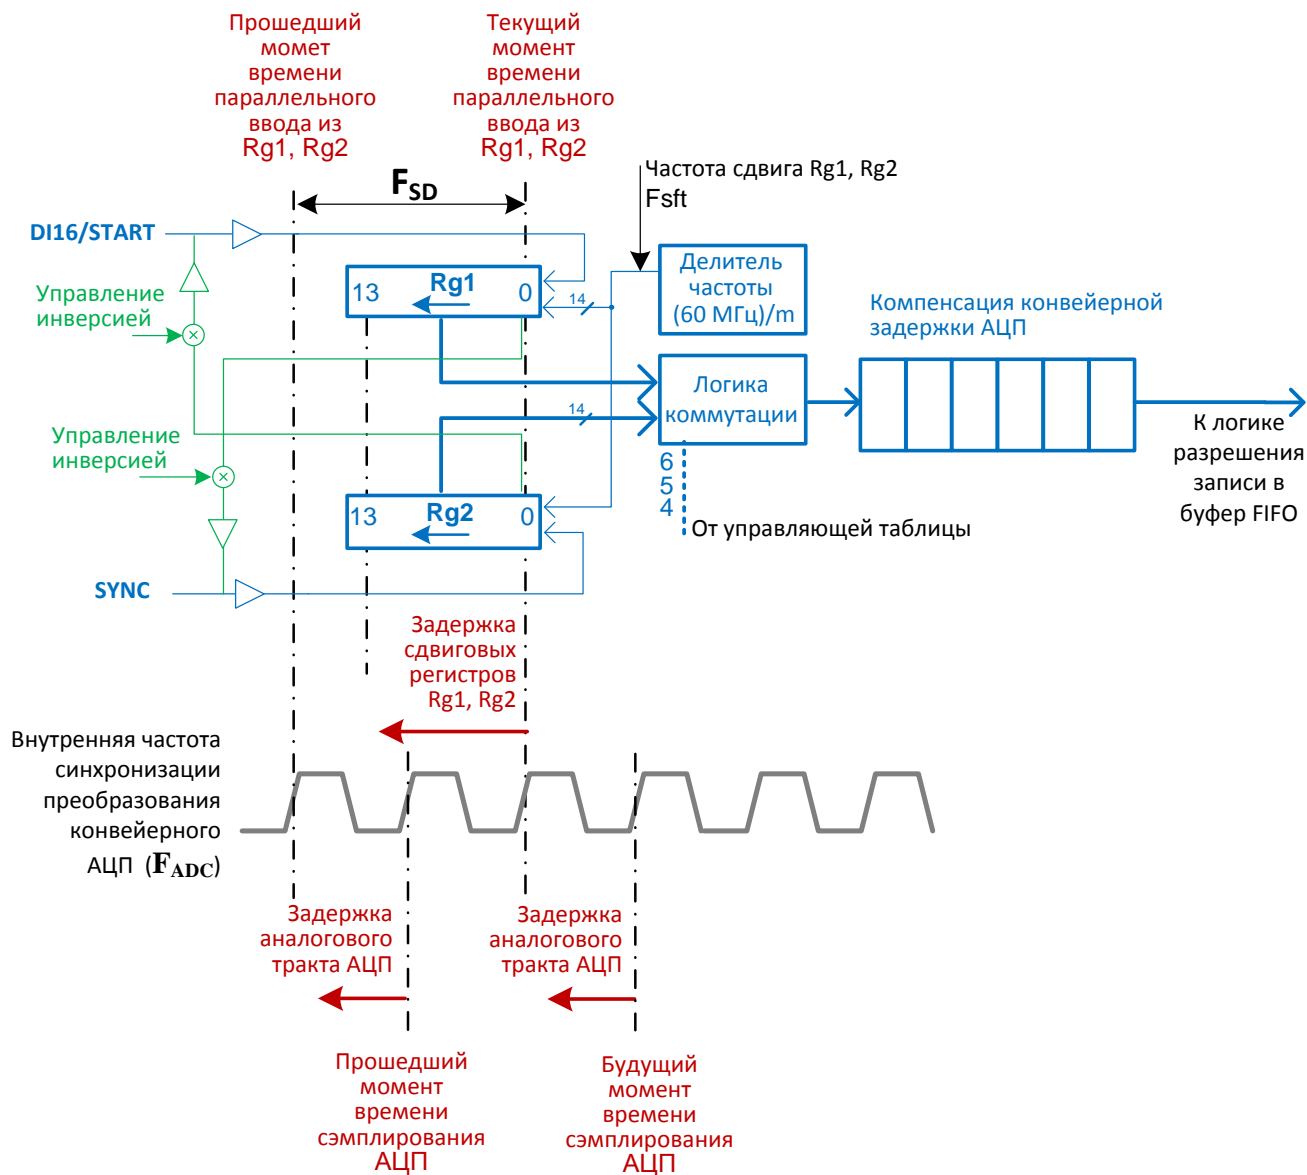 Прошедший
момет
времени
параллельного
ввода из
Rg1, Rg2
Текущий
момент
времени
параллельного
ввода из
Rg1, Rg2
FSD
Частота сдвига Rg1, Rg2
Fsft
DI16/START
Управление
инверсией
13
Rg1
0
14
Делитель
частоты
(60 МГц)/m
Компенсация конвейерной
задержки АЦП
Логика
коммутации
14
Управление
инверсией
6
5
4
От управляющей таблицы
К логике
разрешения
записи в
буфер FIFO
13
Rg2
0
SYNC
Задержка
сдвиговых
регистров
Rg1, Rg2
Внутренняя частота
синхронизации
преобразования
конвейерного
АЦП (FADC)
Задержка
аналогового
тракта АЦП
Задержка
аналогового
тракта АЦП
Прошедший
момент
времени
сэмплирования
АЦП
Будущий
момент
времени
сэмплирования
АЦП